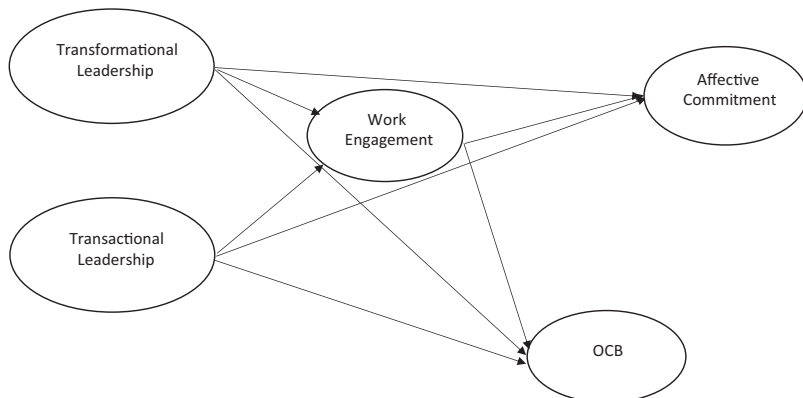 Transformational
Leadership
Affective
Commitment
Work
Engagement
Transactional
Leadership
OCB